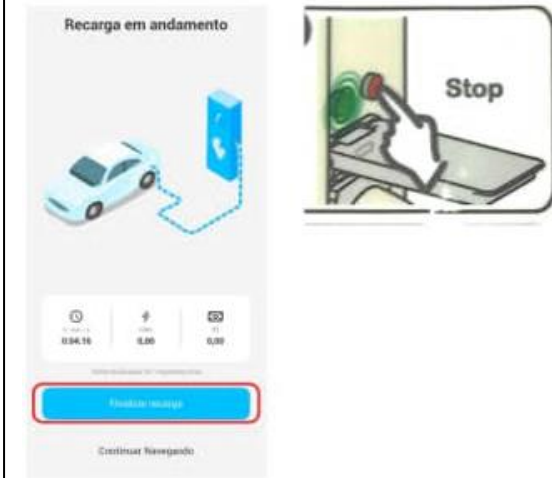 Recarga em andamento
Stop
0:04:16
0,00
0,00
Finalizar recarga
Continuar Navegando